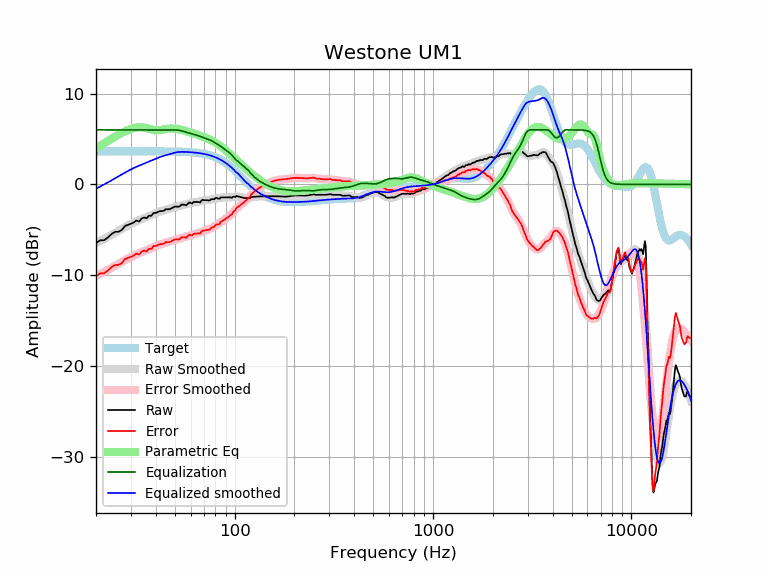 Westone UM1
Amplitude (dBr)
10
0
−10
−20
−30
Target
Raw Smoothed
Error Smoothed
Raw
Error
Parametric Eq
Equalization
Equalized smoothed
100
1000
10000
Frequency (Hz)